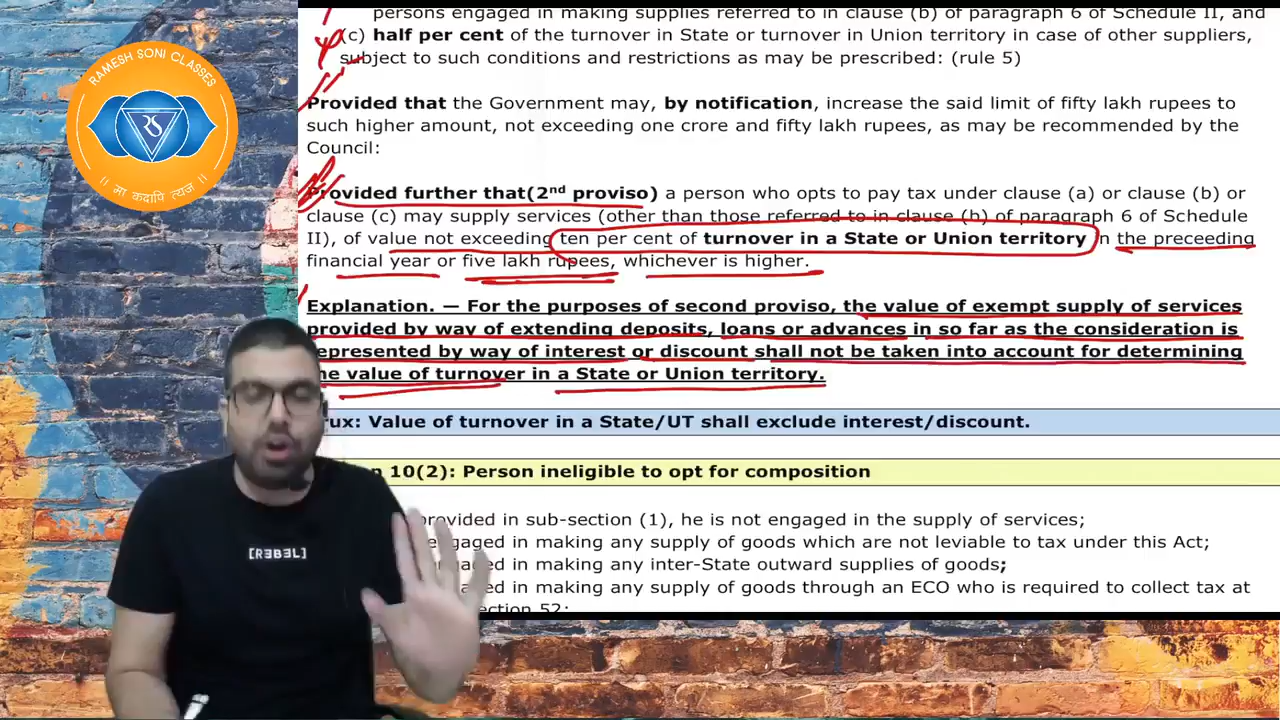 RAMESH SONI CLASSES
।। मा कदापि त्यज ।।
persons engaged in making supplies referred to in clause (b) of paragraph 6 of Schedule II, and
(c) half per cent of the turnover in State or turnover in Union territory in case of other suppliers,
subject to such conditions and restrictions as may be prescribed: (rule 5)
Provided that the Government may, by notification, increase the said limit of fifty lakh rupees to
such higher amount, not exceeding one crore and fifty lakh rupees, as may be recommended by the
Council:
Provided further that(2nd proviso) a person who opts to pay tax under clause (a) or clause (b) or
clause (c) may supply services (other than those referred to in clause (b) of paragraph 6 of Schedule
II), of value not exceeding ten per cent of turnover in a State or Union territory in the preceeding
financial year or five lakh rupees, whichever is higher.
Explanation. — For the purposes of second proviso, the value of exempt supply of services
provided by way of extending deposits, loans or advances in so far as the consideration is
represented by way of interest or discount shall not be taken into account for determining
the value of turnover in a State or Union territory.
rux: Value of turnover in a State/UT shall exclude interest/discount.
n 10(2): Person ineligible to opt for composition
provided in sub-section (1), he is not engaged in the supply of services;
gaged in making any supply of goods which are not leviable to tax under this Act;
gaged in making any inter-State outward supplies of goods;
ed in making any supply of goods through an ECO who is required to collect tax at
ection 52;
[REBEL]